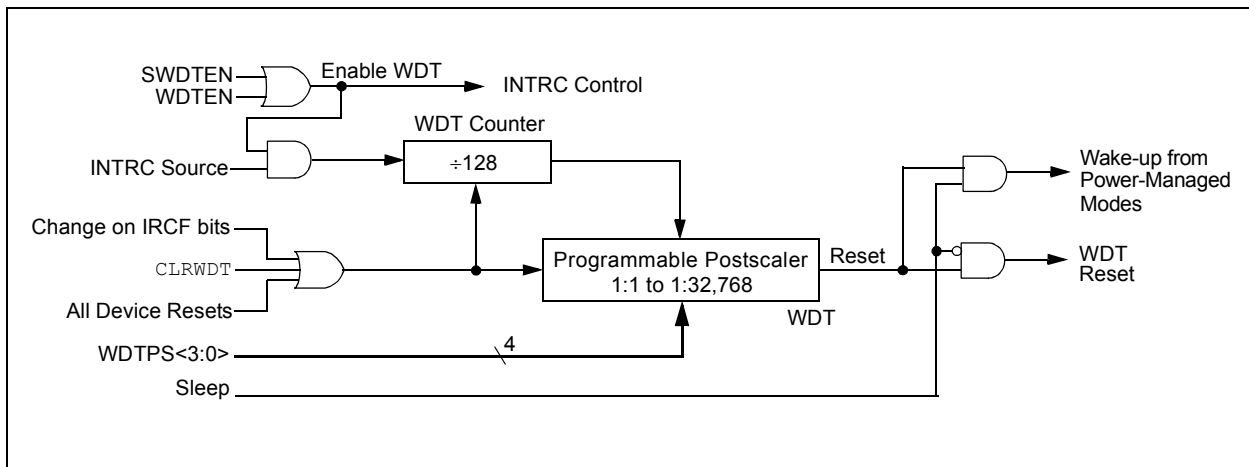 SWDTEN
WDTEN
Enable WDT
INTRC Control
WDT Counter
÷128
INTRC Source
Wake-up from
Power-Managed
Modes
Change on IRCF bits
CLRWDT
All Device Resets
Programmable Postscaler
1:1 to 1:32,768
Reset
WDT
WDT
Reset
WDTPS<3:0>
4
Sleep